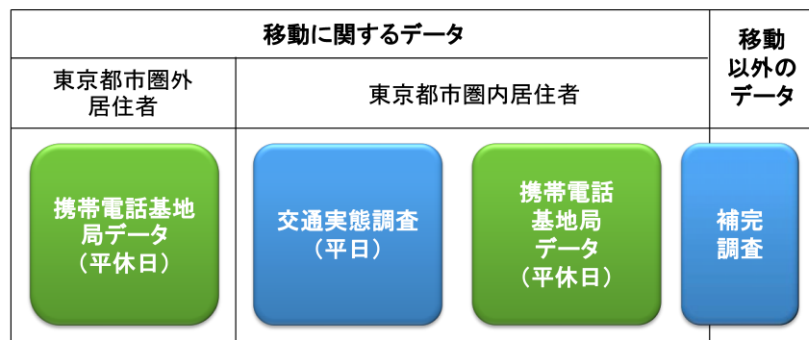 移動に関するデータ
移動
以外の
データ
東京都市圏外
居住者
東京都市圏内居住者
携帯電話基地
局データ
（平休日）
交通実態調査
（平日）
携帯電話
基地局
データ
（平休日）
補完
調査